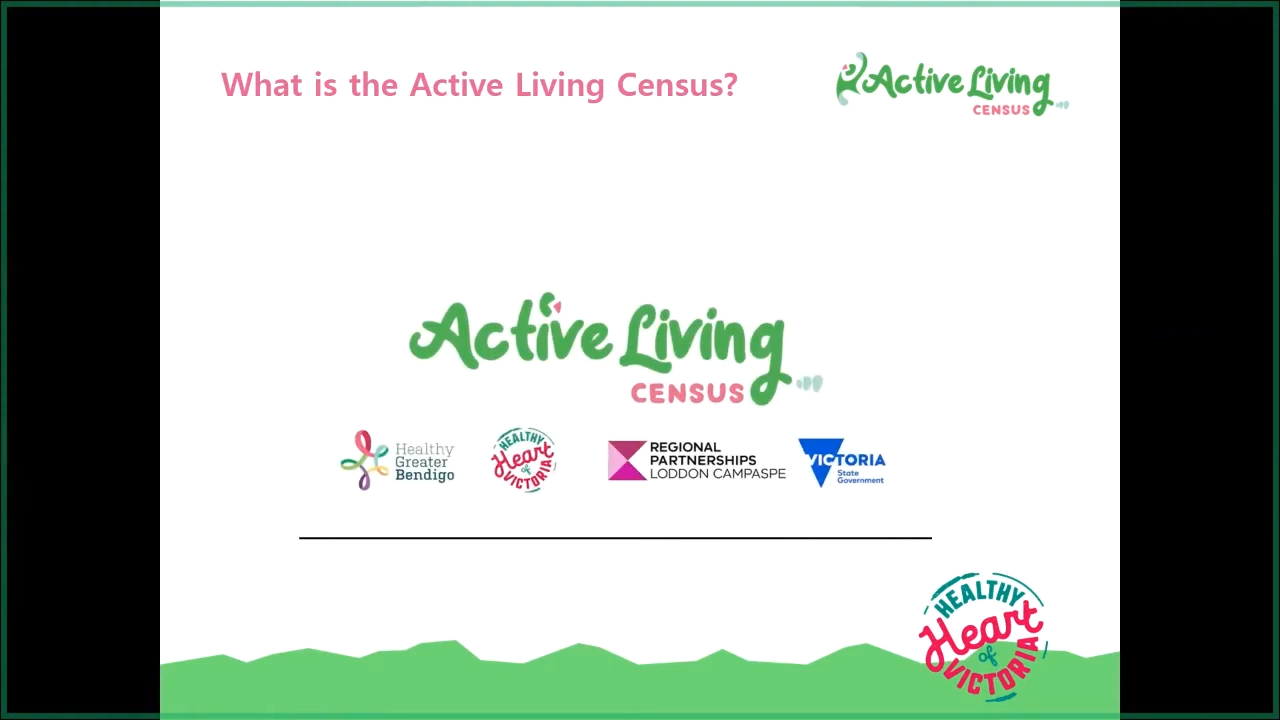 What is the Active Living Census?
Active Living
CENSUS
Active Living
CENSUS
Healthy
Greater
Bendigo
HEALTHY
Heart
of
VICTORIA
REGIONAL
PARTNERSHIPS
LODDON CAMPASPE
VICTORIA
State
Government
HEALTHY
Heart
of
VICTORIA